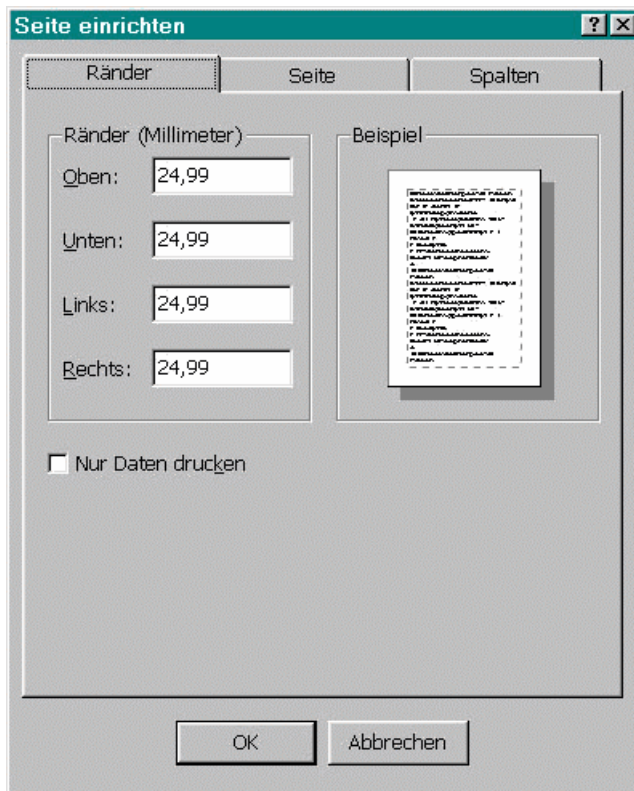 Seite einrichten
Ränder Seite Spalten
Ränder (Millimeter) Beispiel
Oben: 24,99
Unten: 24,99
Links: 24,99
Rechts: 24,99
Nur Daten drucken
OK Abbrechen